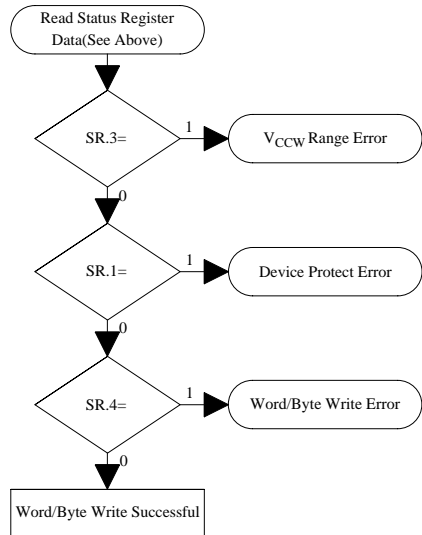 Read Status Register
Data(See Above)
SR.3=
1
VCCW Range Error
0
SR.1=
1
Device Protect Error
0
SR.4=
1
Word/Byte Write Error
0
Word/Byte Write Successful